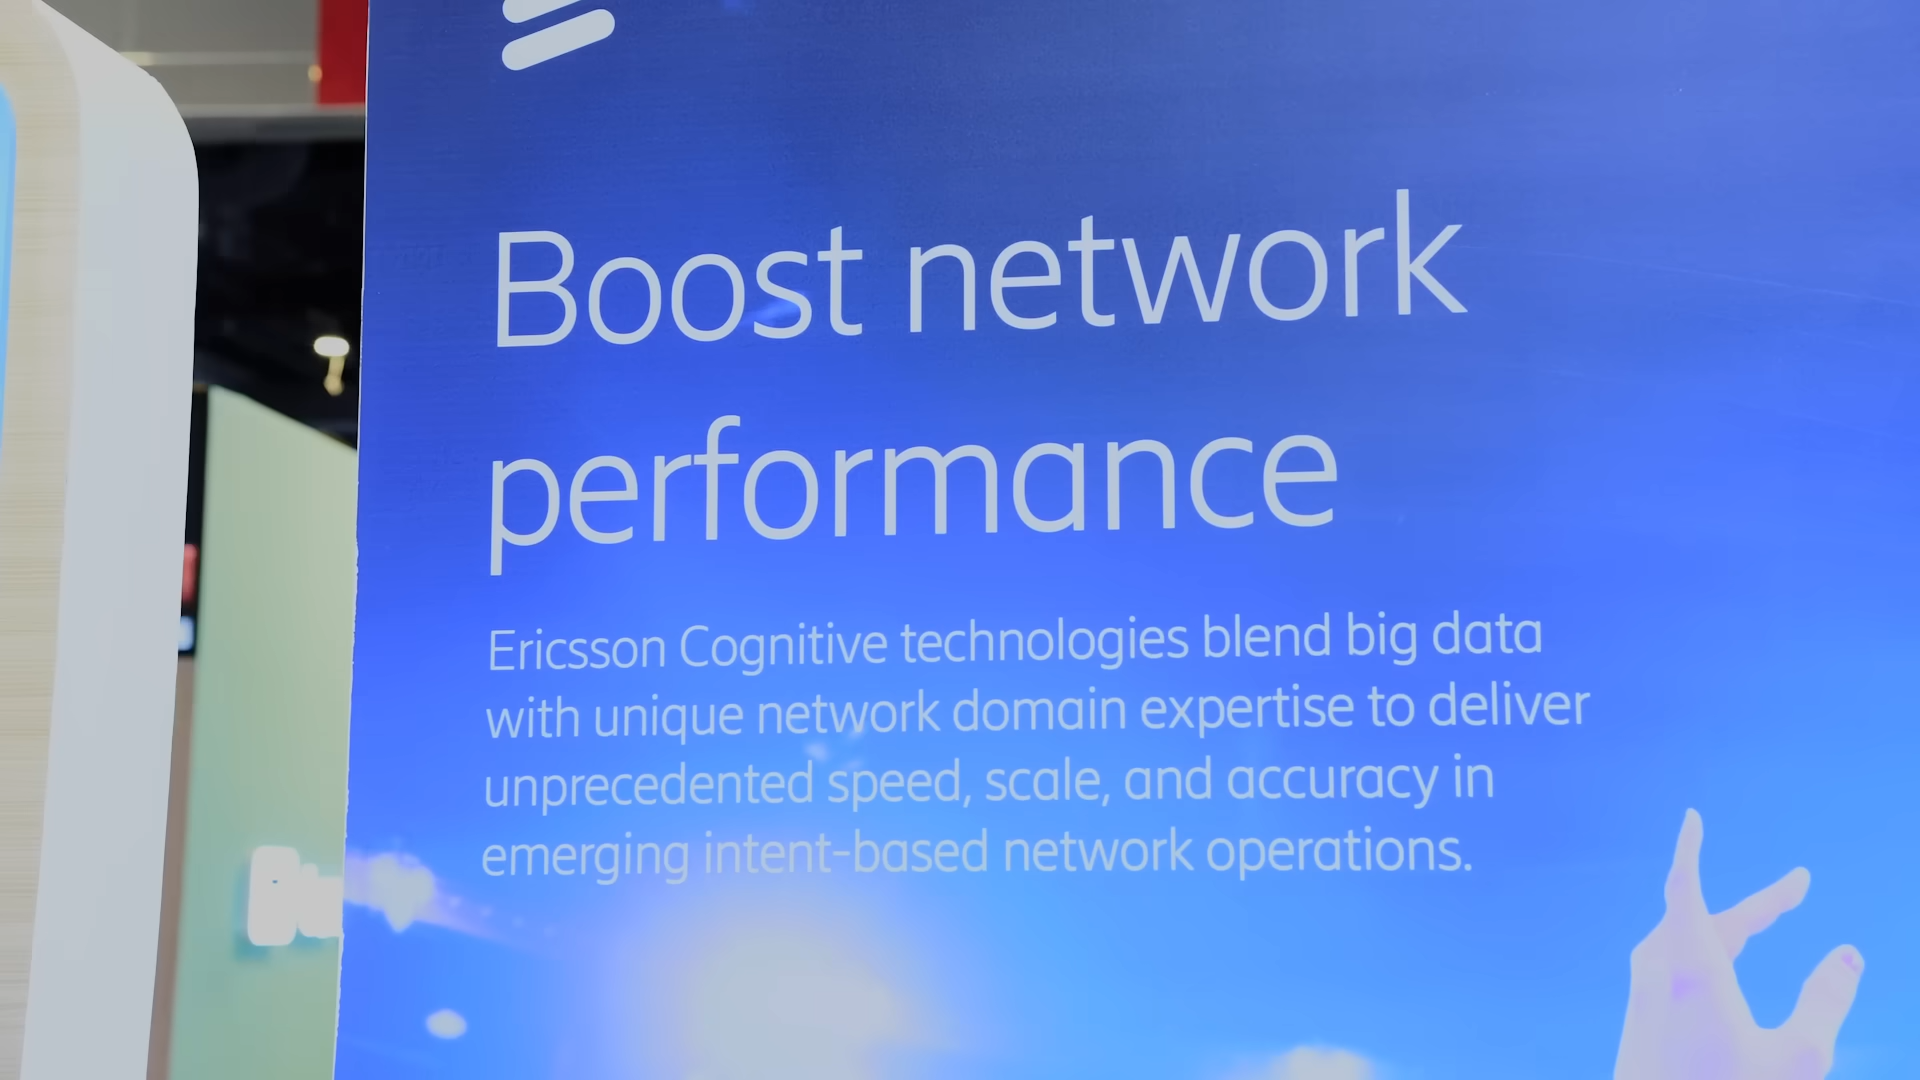 Boost network
performance
Ericsson Cognitive technologies blend big data
with unique network domain expertise to deliver
unprecedented speed, scale, and accuracy in
emerging intent-based network operations.